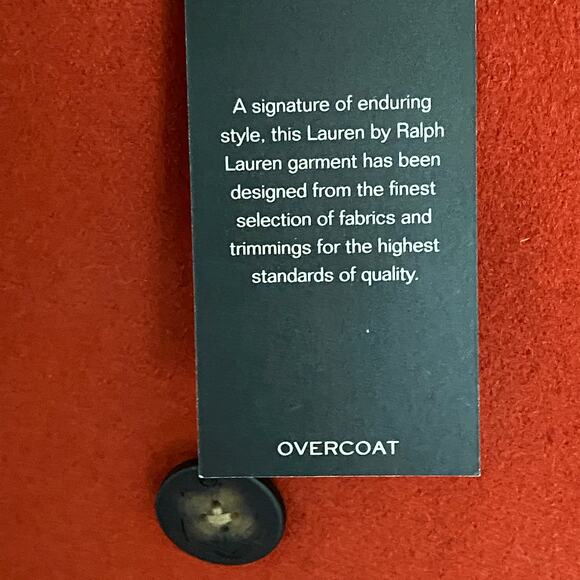 A signature of enduring
style, this Lauren by Ralph
Lauren garment has been
designed from the finest
selection of fabrics and
trimmings for the highest
standards of quality.
OVERCOAT